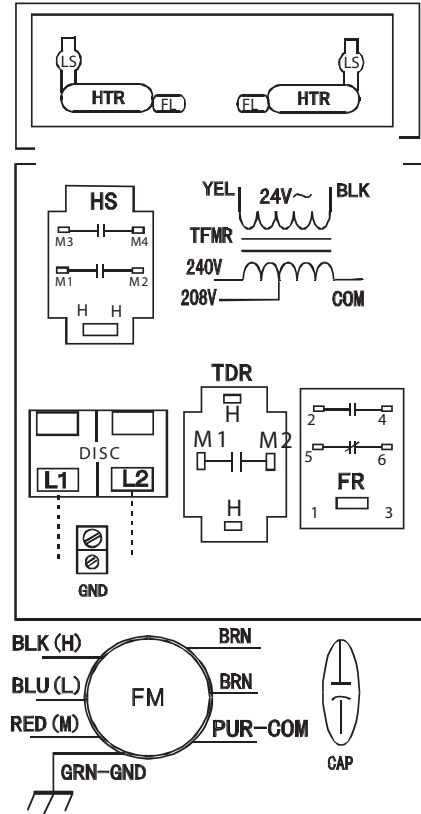 LS LS
HTR FL FL HTR
HS
M3 M4
M1 M2
H H
YEL 24V～ BLK
TFMR
240V
208V COM
DISC
L1 L2
GND
TDR
H
M1 M2
H
2 4
5 6
FR
1 3
BLK (H) BRN
BLU (L) FM BRN
RED (M) PUR-COM
GRN-GND
CAP